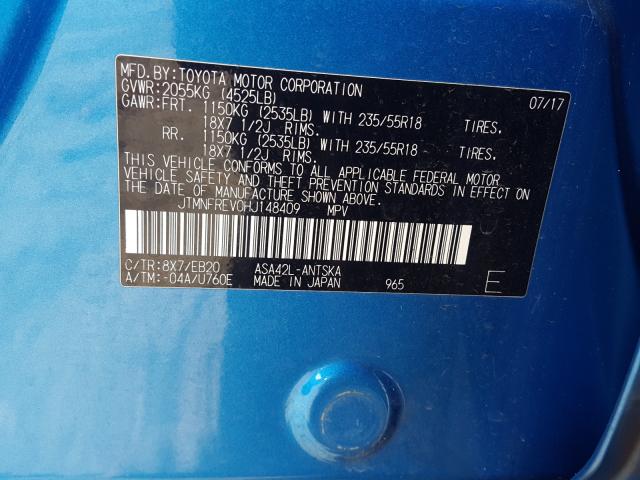 MFD.BY:TOYOTA MOTOR CORPORATION 07/17
GVWR:2055KG (4525LB)
GAWR:FRT. 1150KG (2535LB) WITH 235/55R18 TIRES.
18X7 1/2J RIMS.
RR. 1150KG (2535LB) WITH 235/55R18 TIRES.
18X7 1/2J RIMS.
THIS VEHICLE CONFORMS TO ALL APPLICABLE FEDERAL MOTOR
VEHICLE SAFETY AND THEFT PREVENTION STANDARDS IN EFFECT ON
THE DATE OF MANUFACTURE SHOWN ABOVE.
JTMNFREV0HJ148409 MPV
C/TR:8X7/EB20 ASA42L-ANTSKA
A/TM:-04A/U760E MADE IN JAPAN 965 E